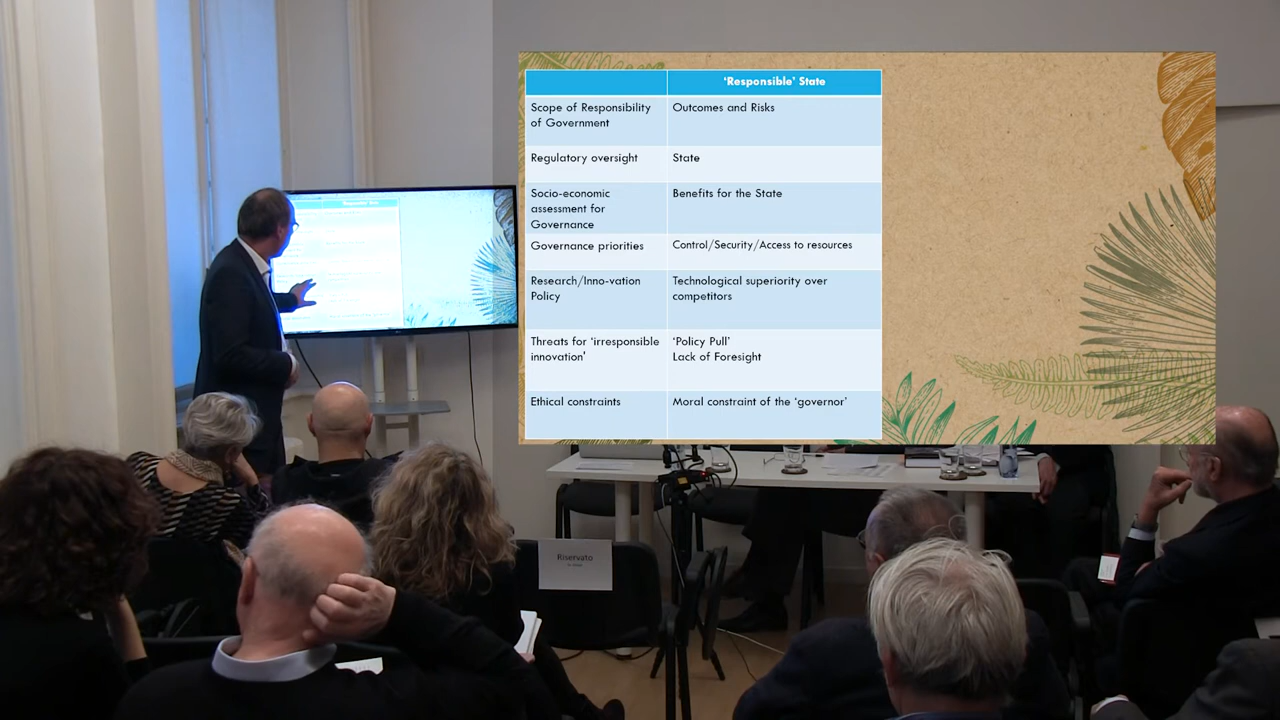 'Responsible' State
Scope of Responsibility
of Government
Outcomes and Risks
Regulatory oversight
State
Socio-economic
assessment for
Governance
Benefits for the State
Governance priorities
Control/Security/Access to resources
Research/Inno-vation
Policy
Technological superiority over
competitors
Threats for 'irresponsible
innovation'
'Policy Pull'
Lack of Foresight
Ethical constraints
Moral constraint of the 'governor'
Riservato